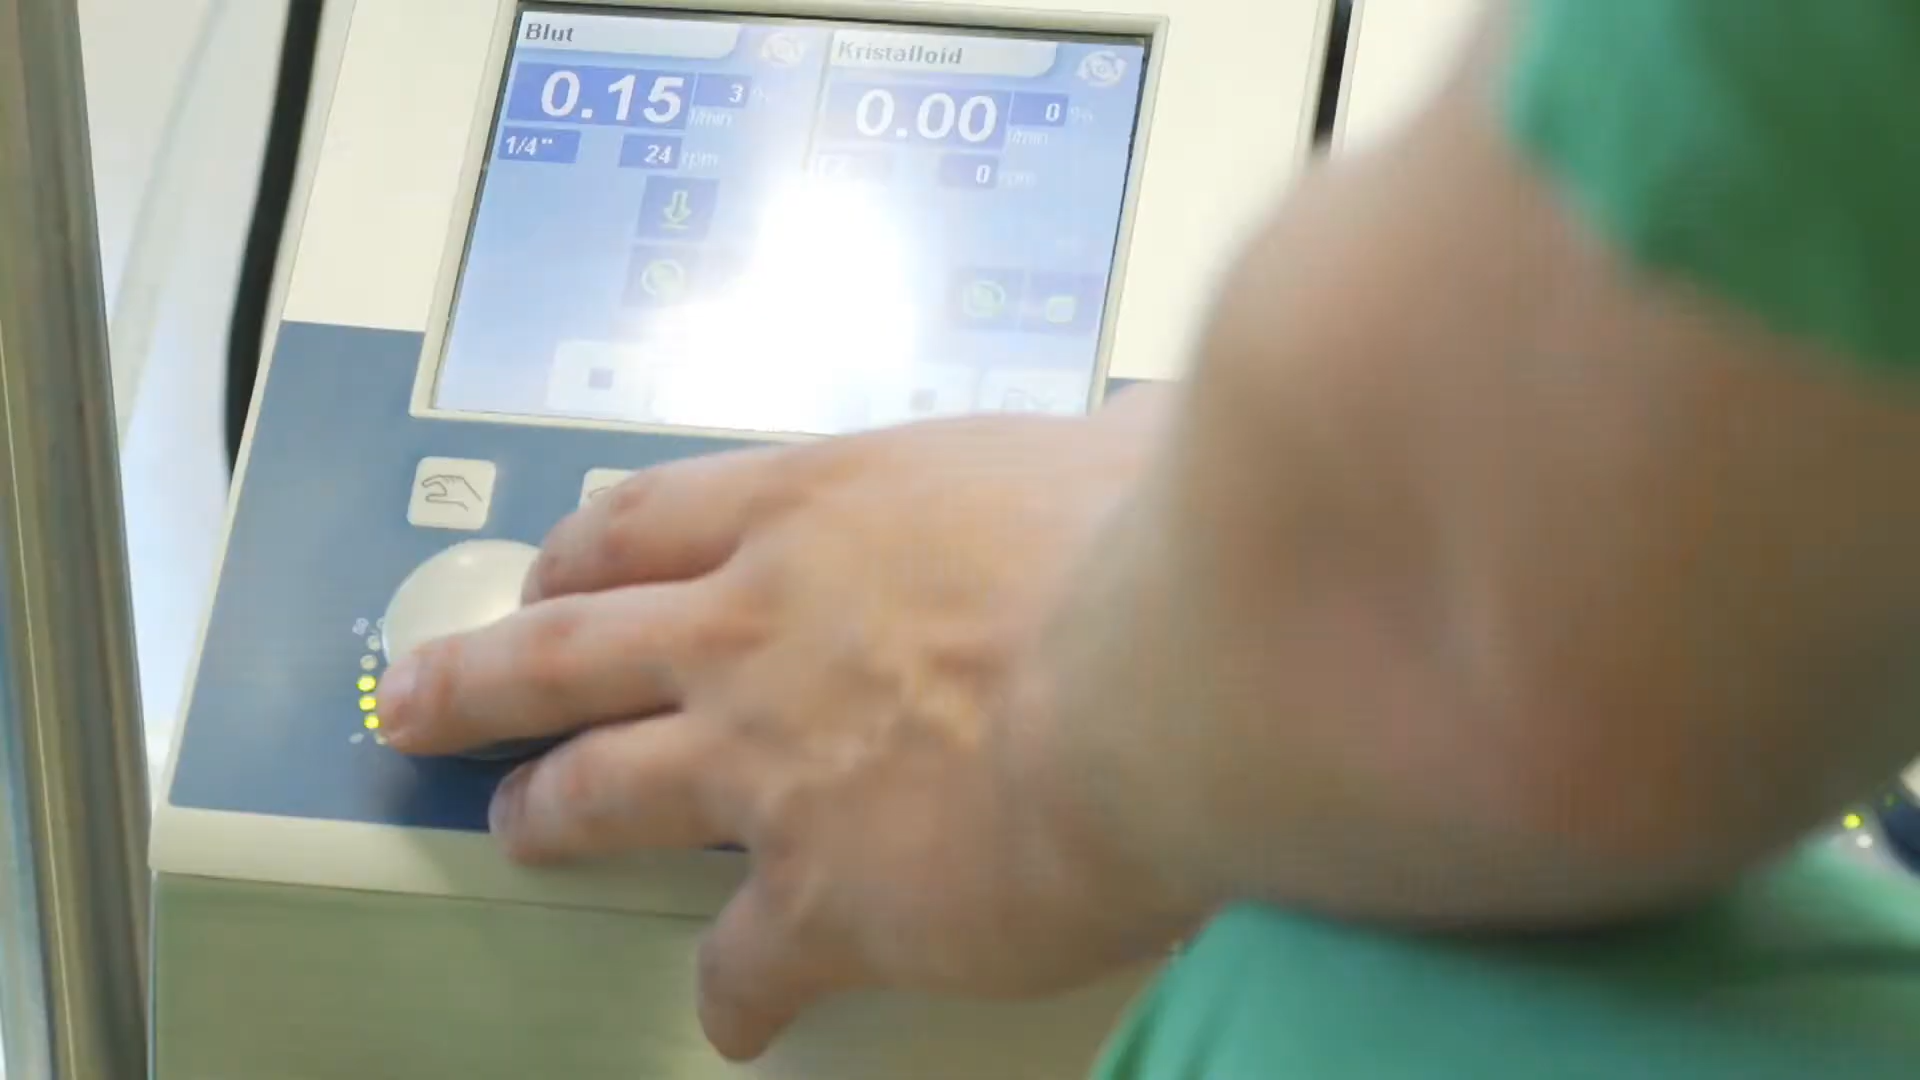 Blut
0.15 l/min 3 %
1/4" 24 rpm
Kristalloid
0.00 l/min 0 %
0 rpm